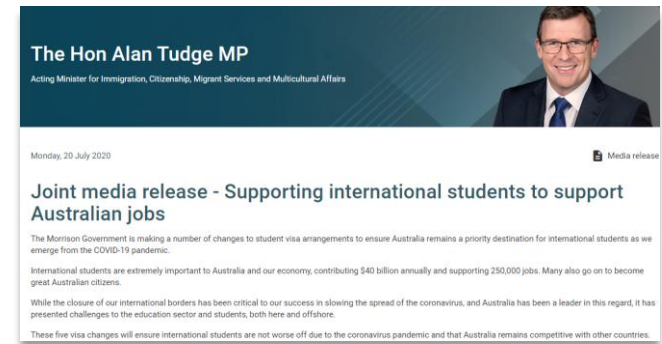 The Hon Alan Tudge MP
Acting Minister for Immigration, Citizenship, Migrant Services and Multicultural Affairs
Monday, 20 July 2020
Media release
Joint media release - Supporting international students to support
Australian jobs
The Morrison Government is making a number of changes to student visa arrangements to ensure Australia remains a priority destination for international students as we
emerge from the COVID-19 pandemic.
International students are extremely important to Australia and our economy, contributing $40 billion annually and supporting 250,000 jobs. Many also go on to become
great Australian citizens.
While the closure of our international borders has been critical to our success in slowing the spread of the coronavirus, and Australia has been a leader in this regard, it has
presented challenges to the education sector and students, both here and offshore.
These five visa changes will ensure international students are not worse off due to the coronavirus pandemic and that Australia remains competitive with other countries.